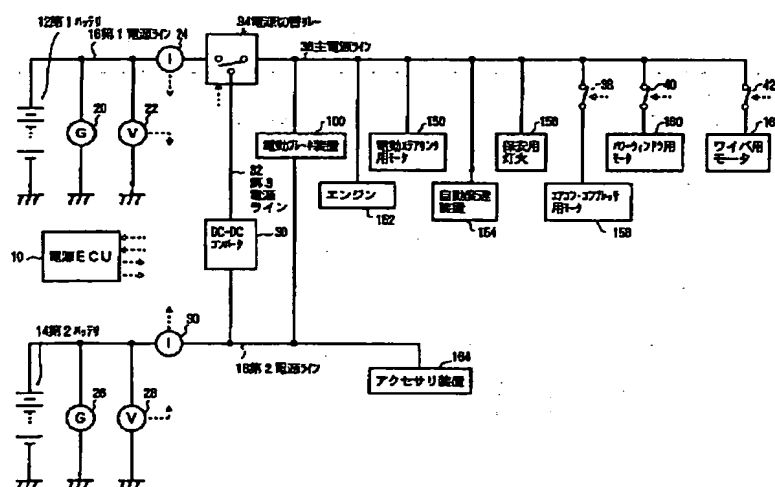 12第1バッテリ
16第1電源ライン
24
34電源切り替リレー
36主電源ライン
I
G
20
V
22
32
第3
電源
ライン
100
電動ブレーキ装置
150
電動ステアリング
用モータ
156
保安用
灯火
38
40
42
160
パワーウィンドウ用
モータ
ワイパ用
モータ
エンジン
152
自動変速
装置
154
エアコン・コンプレッサ
用モータ
158
DC-DC
コンバータ
10
電源ECU
14第2バッテリ
I
18第2電源ライン
G
26
V
28
164
アクセサリ装置